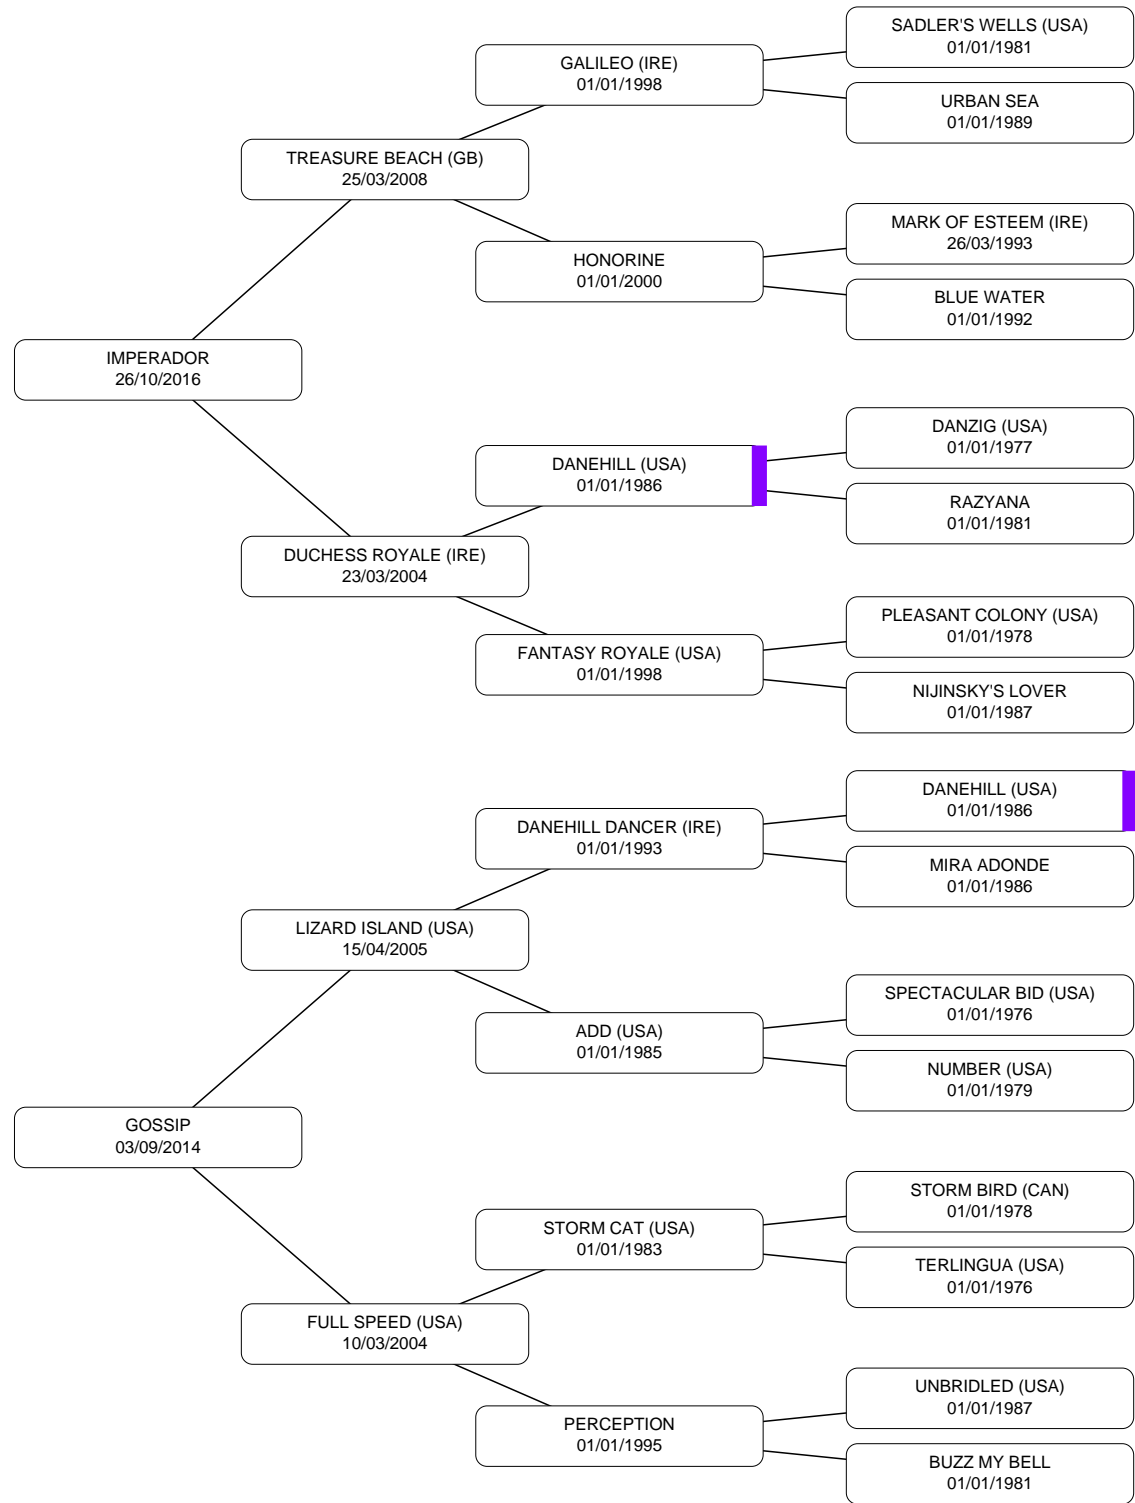 SADLER'S WELLS (USA)
01/01/1981
GALILEO (IRE)
01/01/1998
URBAN SEA
01/01/1989
TREASURE BEACH (GB)
25/03/2008
MARK OF ESTEEM (IRE)
26/03/1993
HONORINE
01/01/2000
BLUE WATER
01/01/1992
IMPERADOR
26/10/2016
DANZIG (USA)
01/01/1977
DANEHILL (USA)
01/01/1986
RAZYANA
01/01/1981
DUCHESS ROYALE (IRE)
23/03/2004
PLEASANT COLONY (USA)
01/01/1978
FANTASY ROYALE (USA)
01/01/1998
NIJINSKY'S LOVER
01/01/1987
DANEHILL (USA)
01/01/1986
DANEHILL DANCER (IRE)
01/01/1993
MIRA ADONDE
01/01/1986
LIZARD ISLAND (USA)
15/04/2005
SPECTACULAR BID (USA)
01/01/1976
ADD (USA)
01/01/1985
NUMBER (USA)
01/01/1979
GOSSIP
03/09/2014
STORM BIRD (CAN)
01/01/1978
STORM CAT (USA)
01/01/1983
TERLINGUA (USA)
01/01/1976
FULL SPEED (USA)
10/03/2004
UNBRIDLED (USA)
01/01/1987
PERCEPTION
01/01/1995
BUZZ MY BELL
01/01/1981